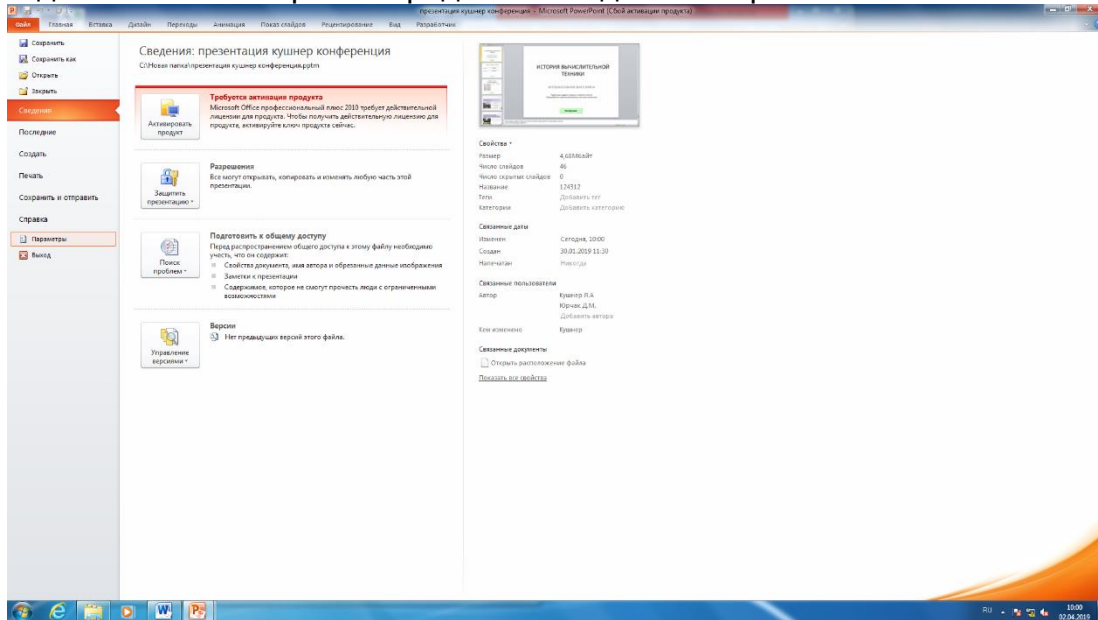 презентация кушнер конференция - Microsoft PowerPoint (Сбой активации продукта)
Файл Главная Вставка Дизайн Переходы Анимация Показ слайдов Рецензирование Вид Разработчик
Сохранить
Сохранить как
Открыть
Закрыть
Сведения
Последние
Создать
Печать
Сохранить и отправить
Справка
Параметры
Выход
Сведения: презентация кушнер конференция
C:\Новая папка\презентация кушнер конференция.pptm
Активировать продукт
Требуется активация продукта
Microsoft Office профессиональный плюс 2010 требует действительной
лицензии для продукта. Чтобы получить действительную лицензию для
продукта, активируйте ключ продукта сейчас.
Защитить презентацию
Разрешения
Все могут открывать, копировать и изменять любую часть этой
презентации.
Поиск проблем
Подготовить к общему доступу
Перед распространением общего доступа к этому файлу необходимо
учесть, что он содержит:
Свойства документа, имя автора и обрезанные данные изображения
Заметки к презентации
Содержимое, которое не смогут прочесть люди с ограниченными
возможностями
Управление версиями
Версии
Нет предыдущих версий этого файла.
ИСТОРИЯ ВЫЧИСЛИТЕЛЬНОЙ
ТЕХНИКИ
Свойства
Размер 4,68Мбайт
Число слайдов 46
Число скрытых слайдов 0
Название 124312
Теги Добавить тег
Категории Добавить категорию
Связанные даты
Изменен Сегодня, 10:00
Создан 30.01.2019 11:30
Напечатан Никогда
Связанные пользователи
Автор Кушнер Я.А
Юрчак Д.М.
Добавить автора
Кем изменено Кушнер
Связанные документы
Открыть расположение файла
Показать все свойства
RU
10:00
02.04.2019